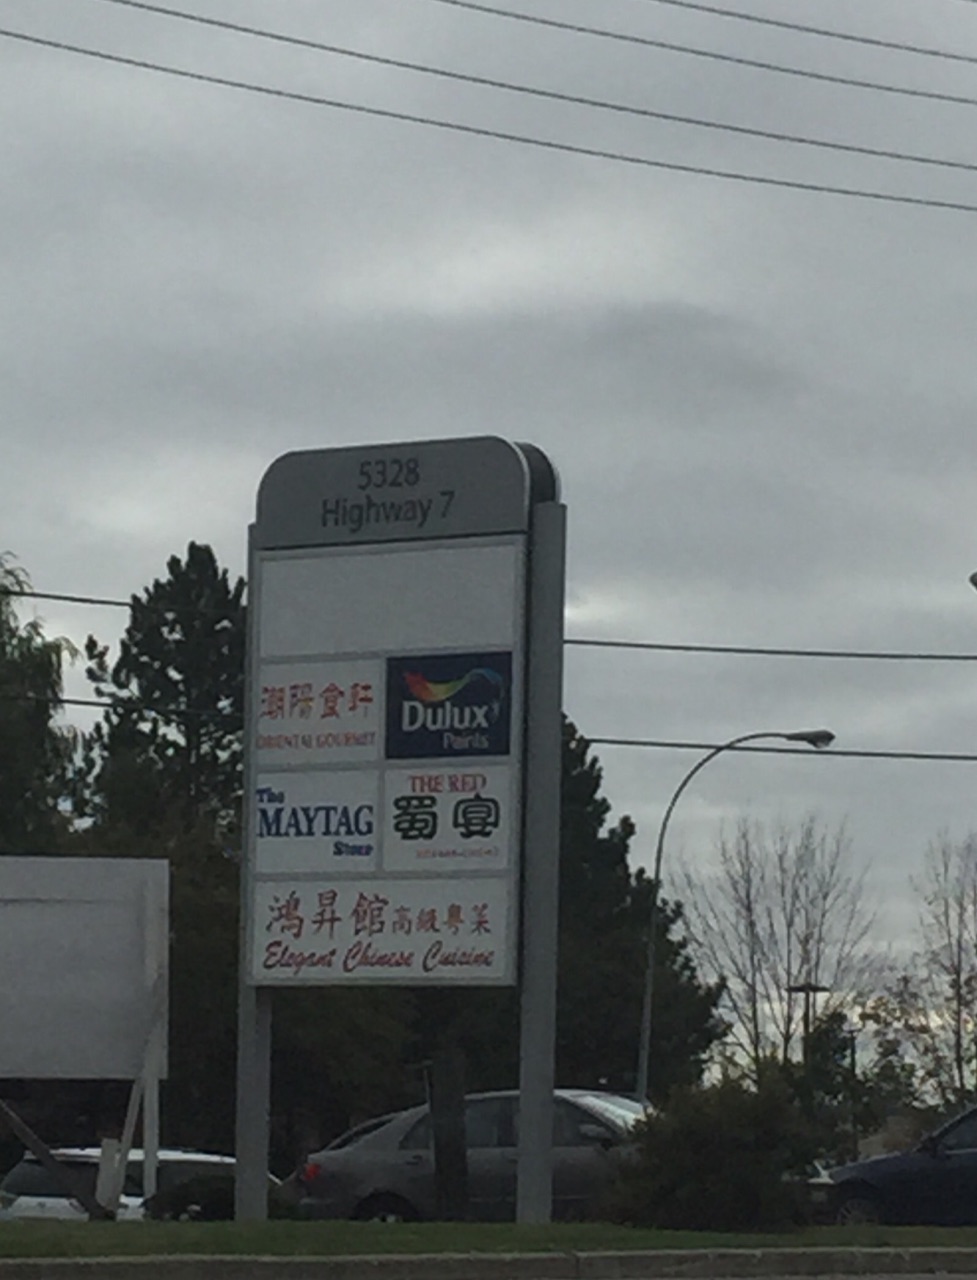 5328
Highway 7
潮陽食軒
ORIENTAL GOURMET
Dulux
Paints
The
MAYTAG
Store
THE RED
蜀宴
鴻昇館高級粵菜
Elegant Chinese Cuisine